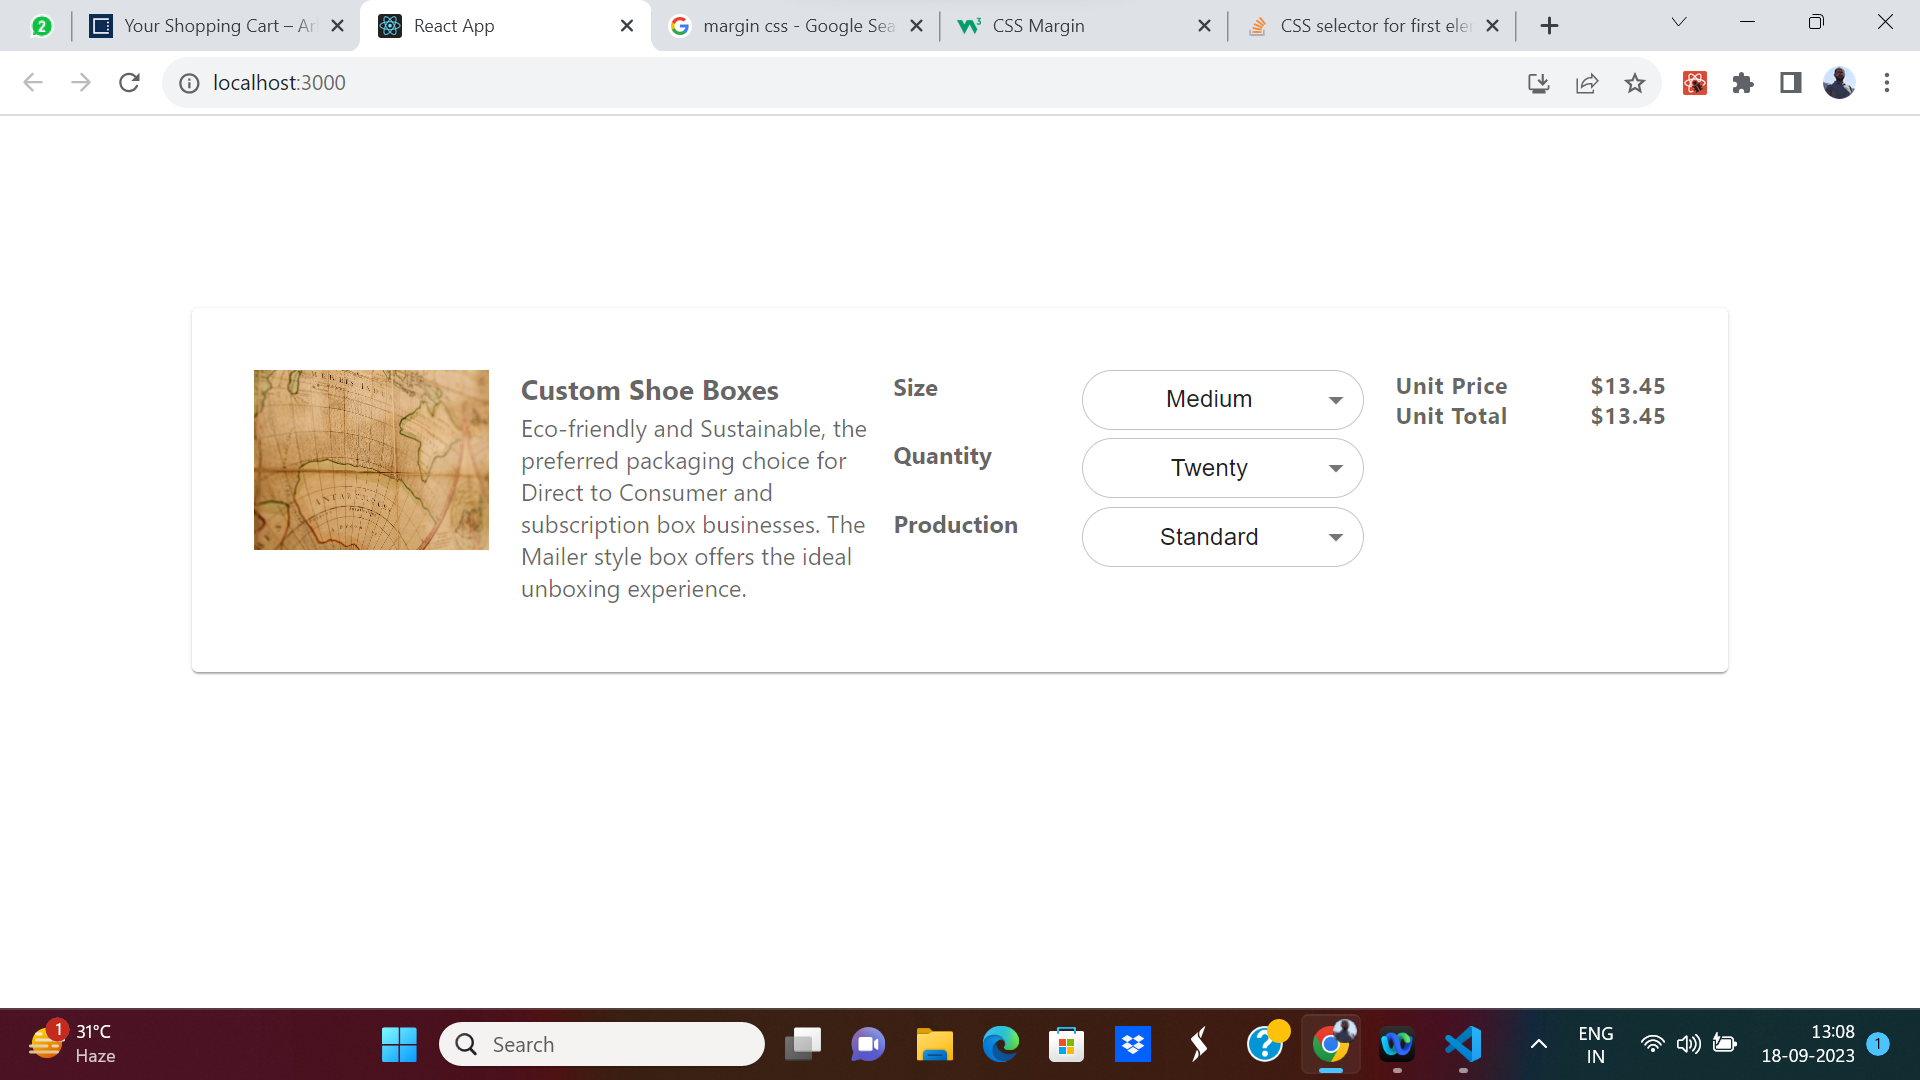 2
Your Shopping Cart – Ar
React App
margin css - Google Sea
CSS Margin
CSS selector for first ele
localhost:3000
Custom Shoe Boxes
Eco-friendly and Sustainable, the
preferred packaging choice for
Direct to Consumer and
subscription box businesses. The
Mailer style box offers the ideal
unboxing experience.
Size
Medium
Quantity
Twenty
Production
Standard
Unit Price $13.45
Unit Total $13.45
1
31°C
Haze
Search
ENG
IN
13:08
18-09-2023
1